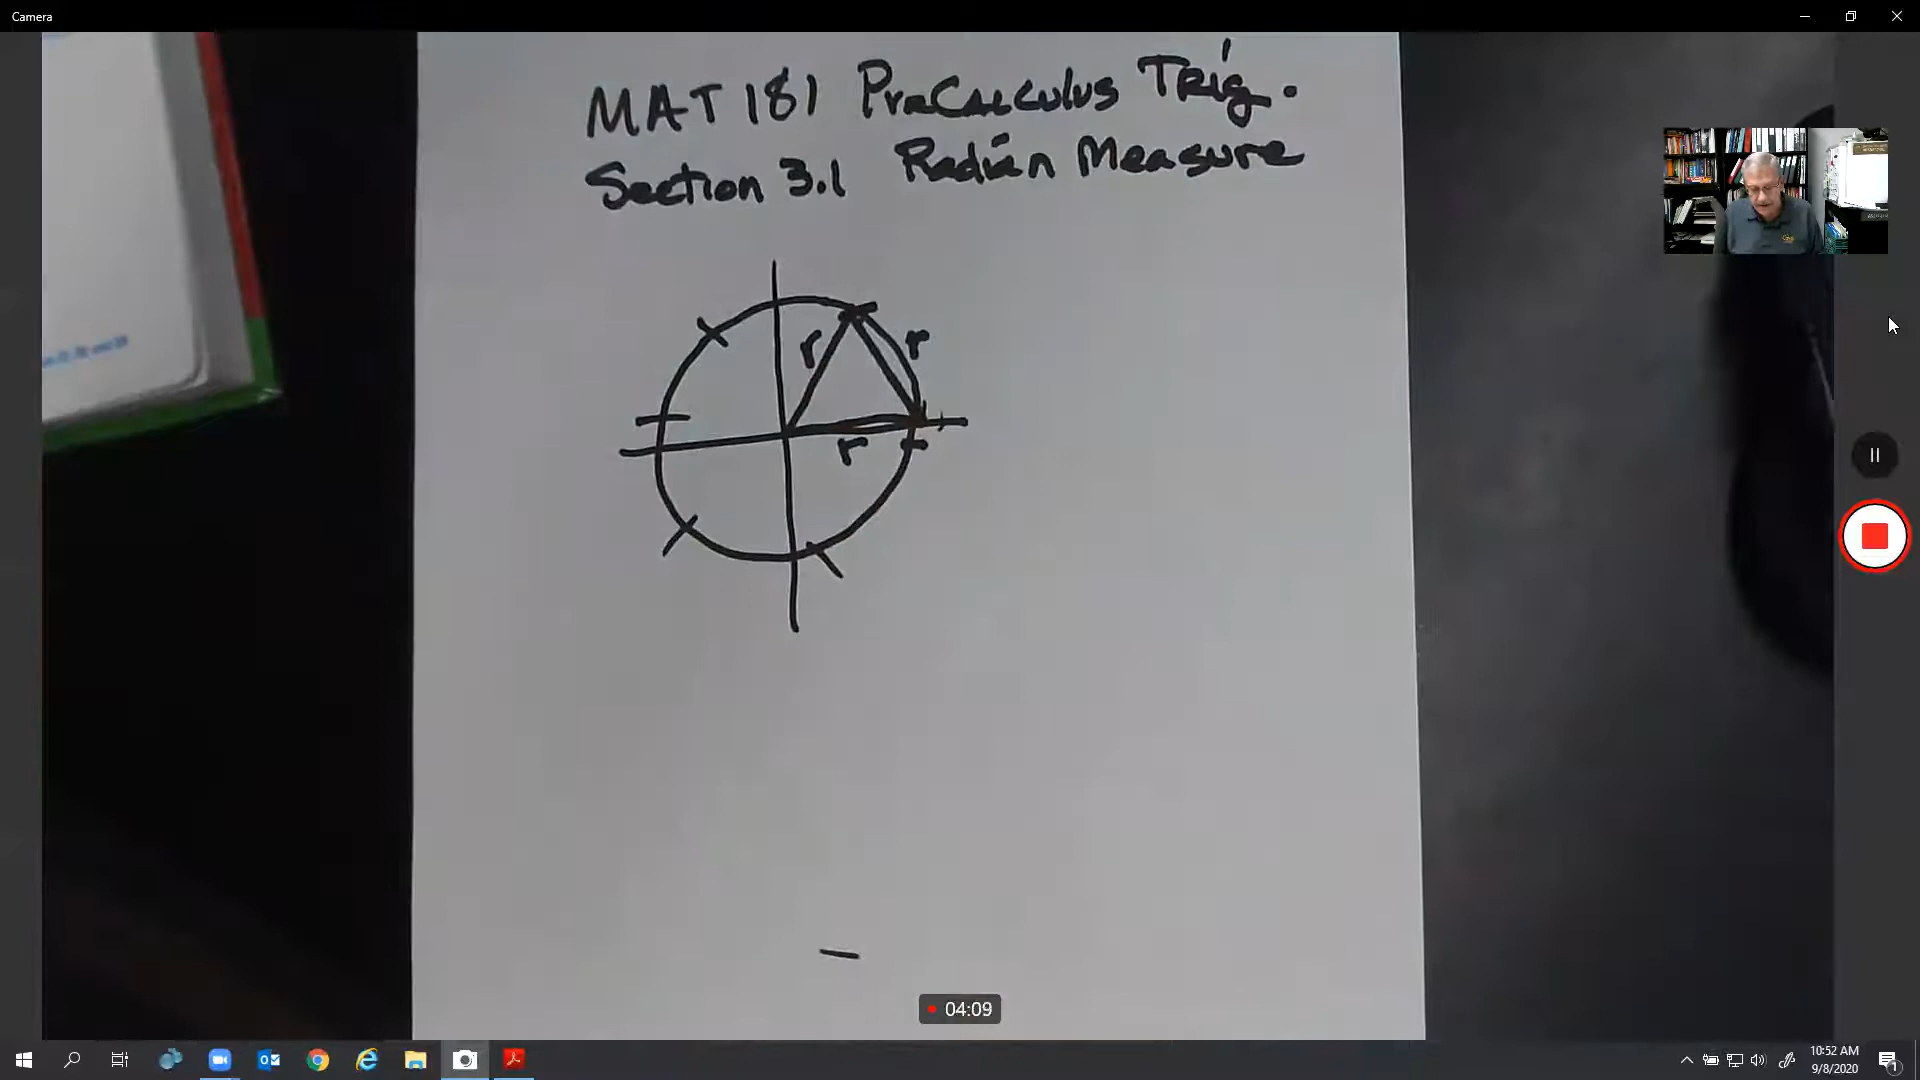 Camera
MAT 181 PreCalculus Trig.
Section 3.1 Radian Measure
r
r
r
04:09
10:52 AM
9/8/2020